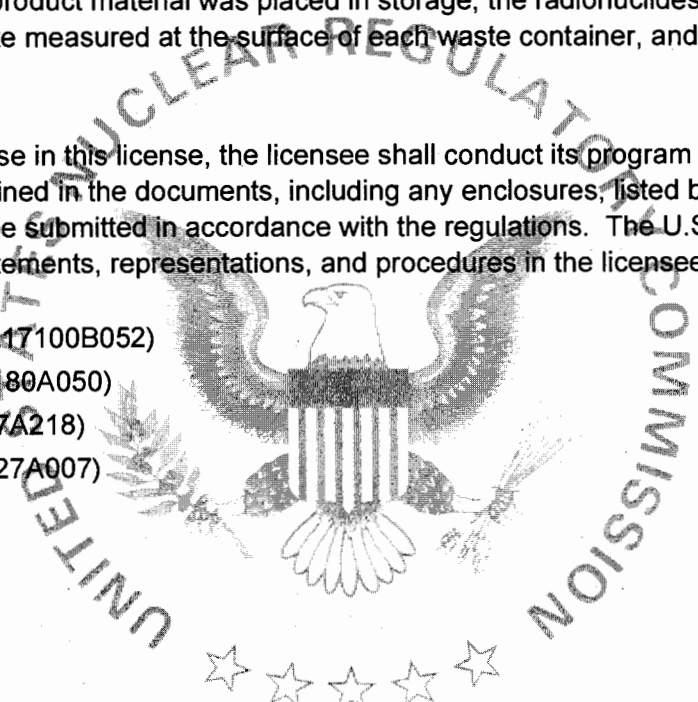 product material was placed in storage, the radionuclides
e measured at the surface of each waste container, and
se in this license, the licensee shall conduct its program
ined in the documents, including any enclosures, listed b
e submitted in accordance with the regulations. The U.S
tements, representations, and procedures in the licensee
17100B052)
80A050)
7A218)
27A007)
UNITED STATES NUCLEAR REGULATORY COMMISSION